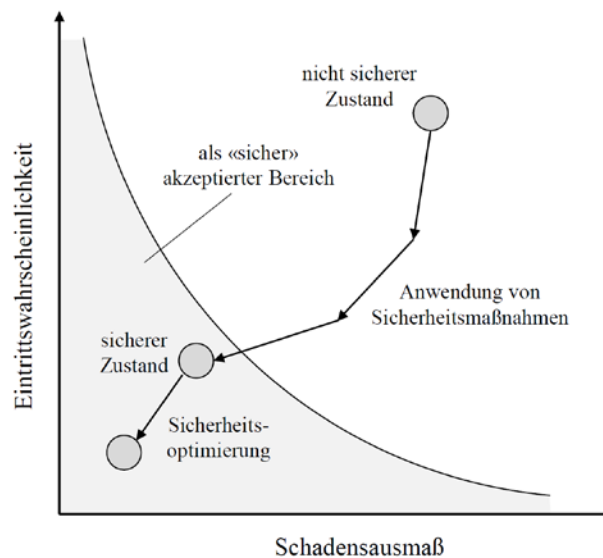 nicht sicherer
Zustand
als «sicher»
akzeptierter Bereich
Eintrittswahrscheinlichkeit
Anwendung von
Sicherheitsmaßnahmen
sicherer
Zustand
Sicherheits-
optimierung
Schadensausmaß